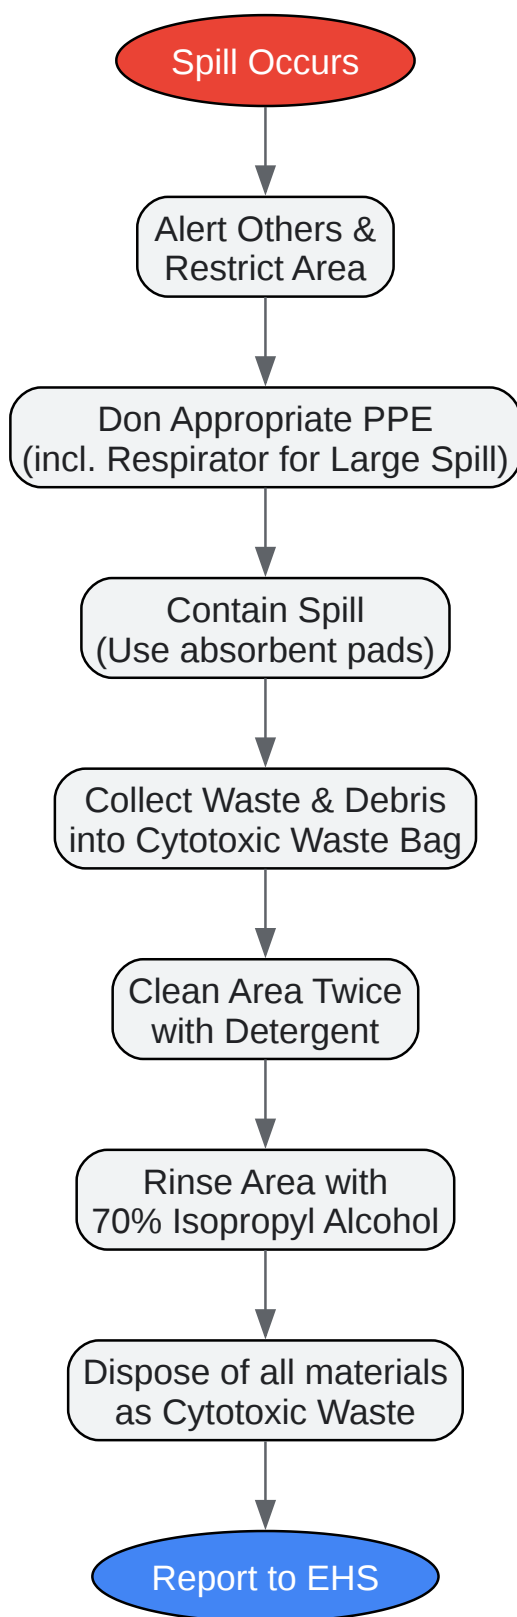 Spill Occurs
Alert Others &
Restrict Area
Don Appropriate PPE
(incl. Respirator for Large Spill)
Contain Spill
(Use absorbent pads)
Collect Waste & Debris
into Cytotoxic Waste Bag
Clean Area Twice
with Detergent
Rinse Area with
70% Isopropyl Alcohol
Dispose of all materials
as Cytotoxic Waste
Report to EHS